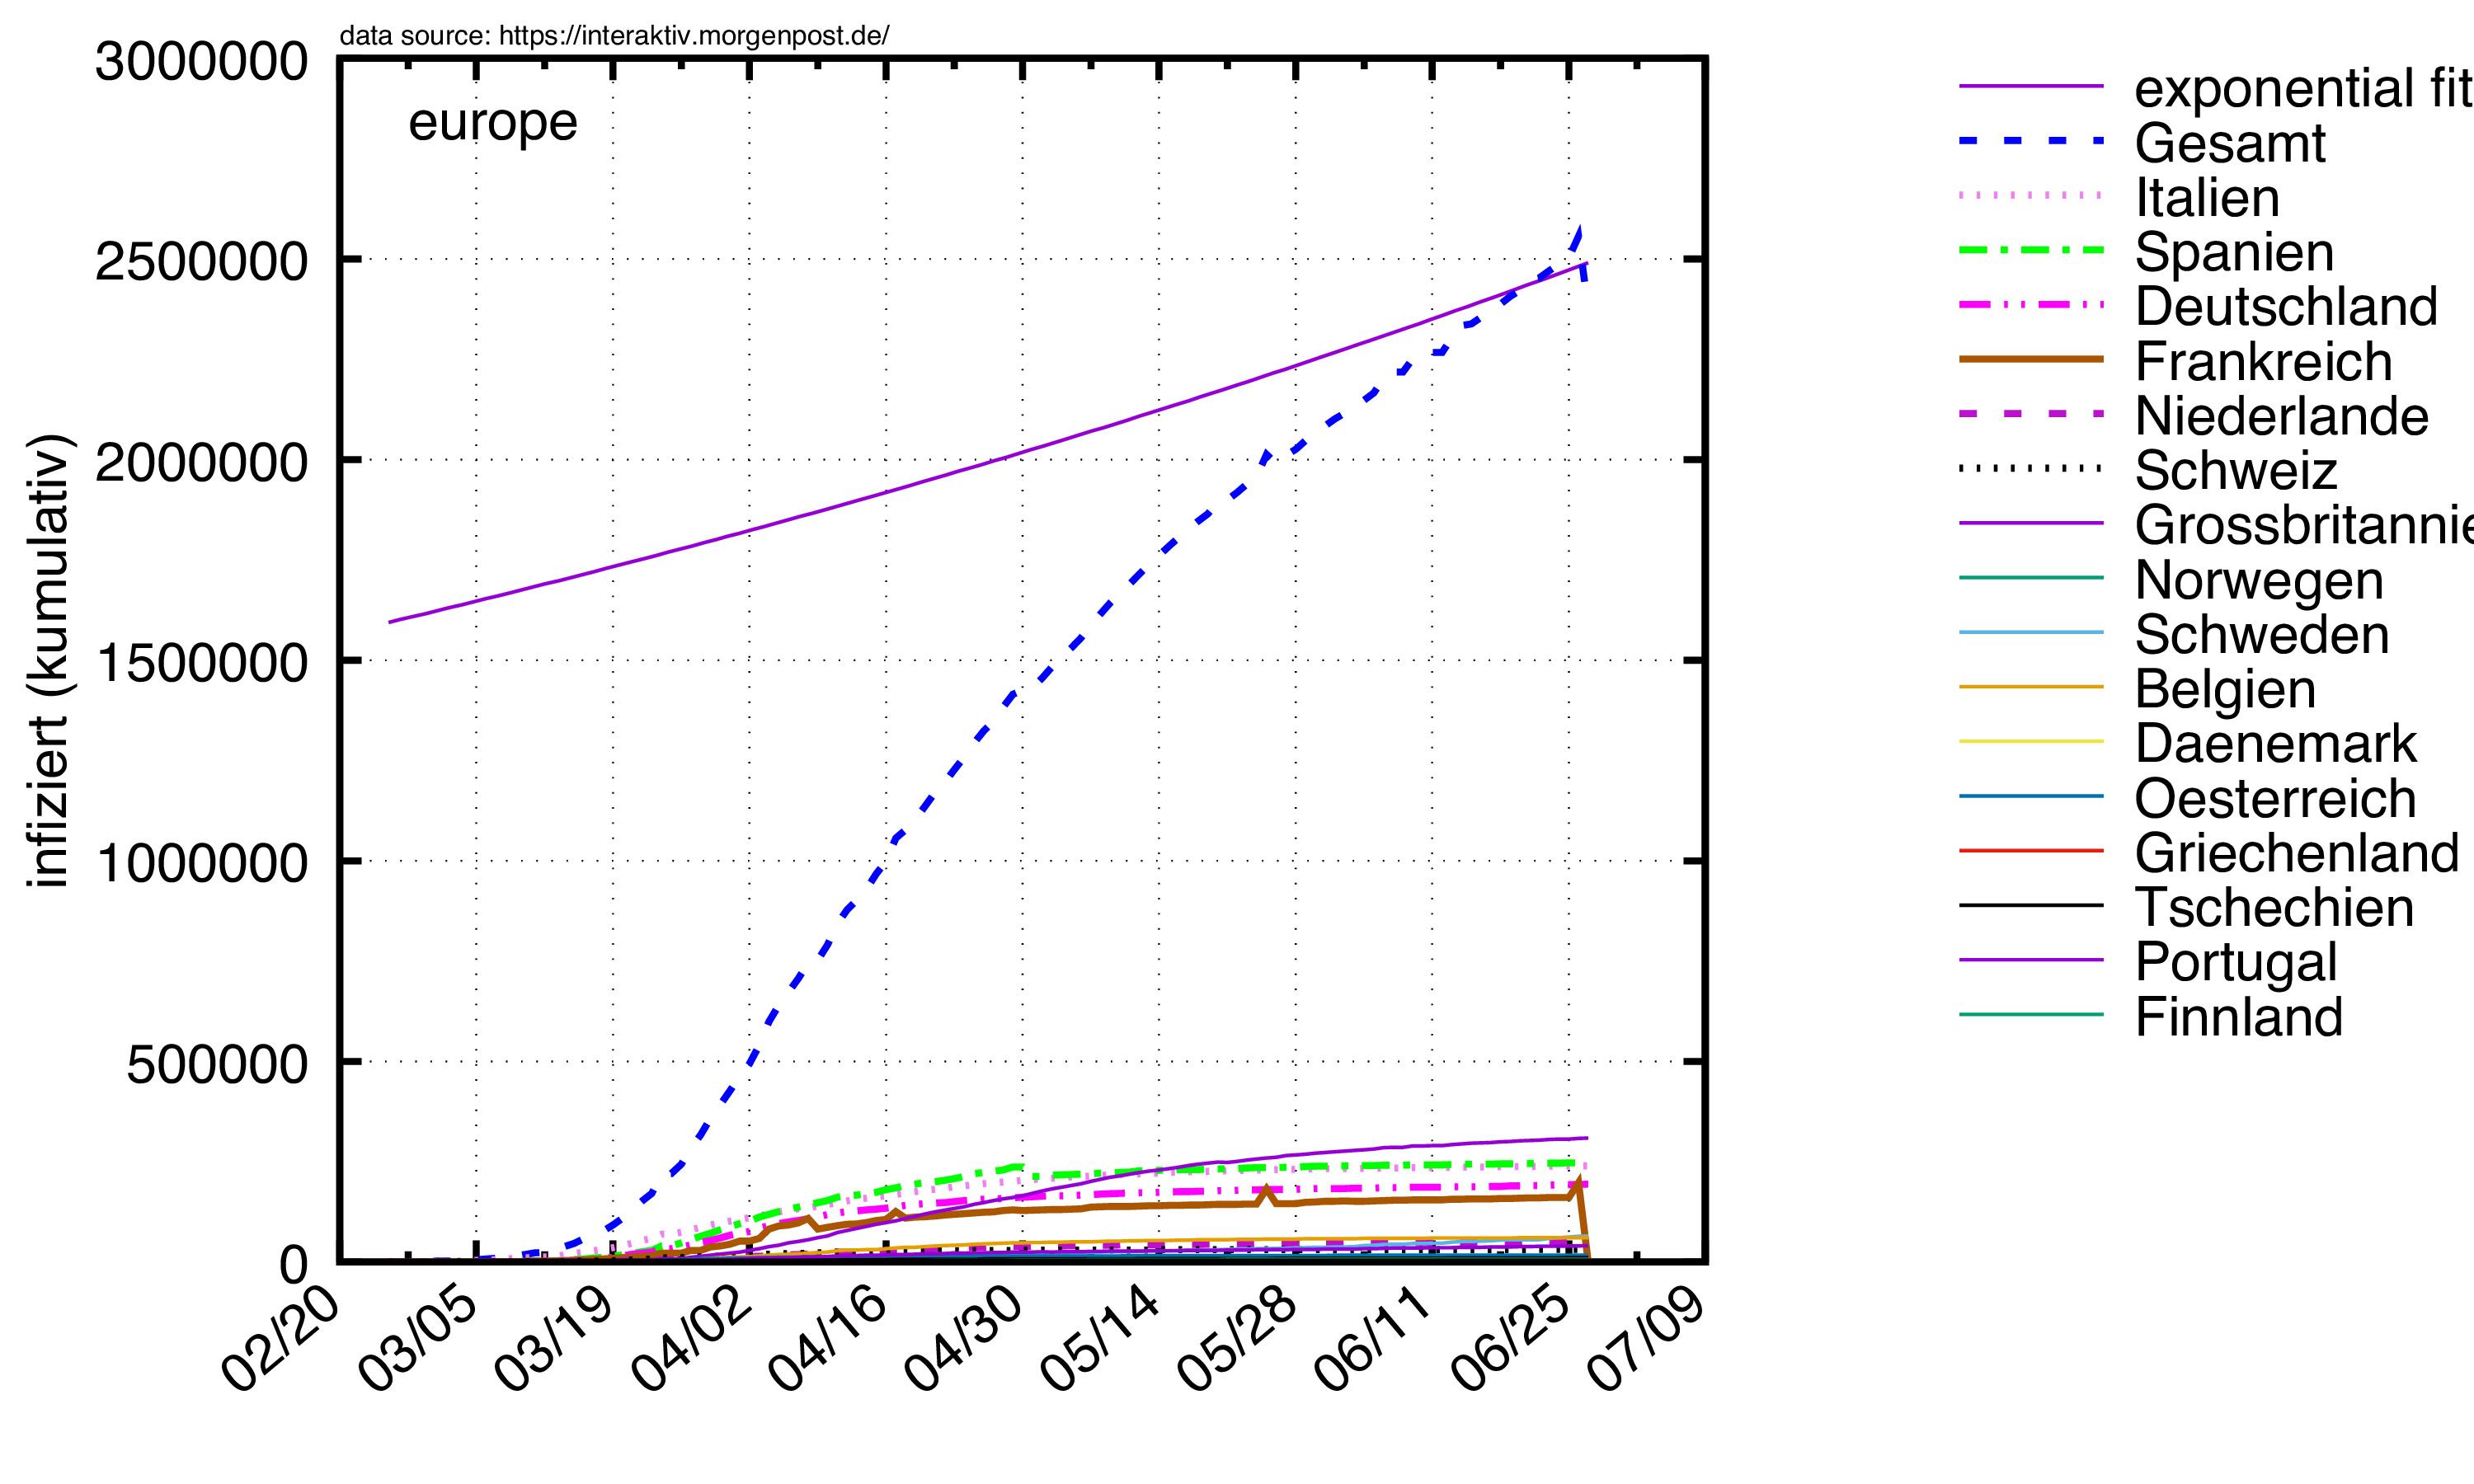 data source: https://interaktiv.morgenpost.de/
3000000
2500000
2000000
1500000
1000000
500000
0
infiziert (kumulativ)
europe
02/20
03/05
03/19
04/02
04/16
04/30
05/14
05/28
06/11
06/25
07/09
exponential fit
Gesamt
Italien
Spanien
Deutschland
Frankreich
Niederlande
Schweiz
Grossbritannie
Norwegen
Schweden
Belgien
Daenemark
Oesterreich
Griechenland
Tschechien
Portugal
Finnland